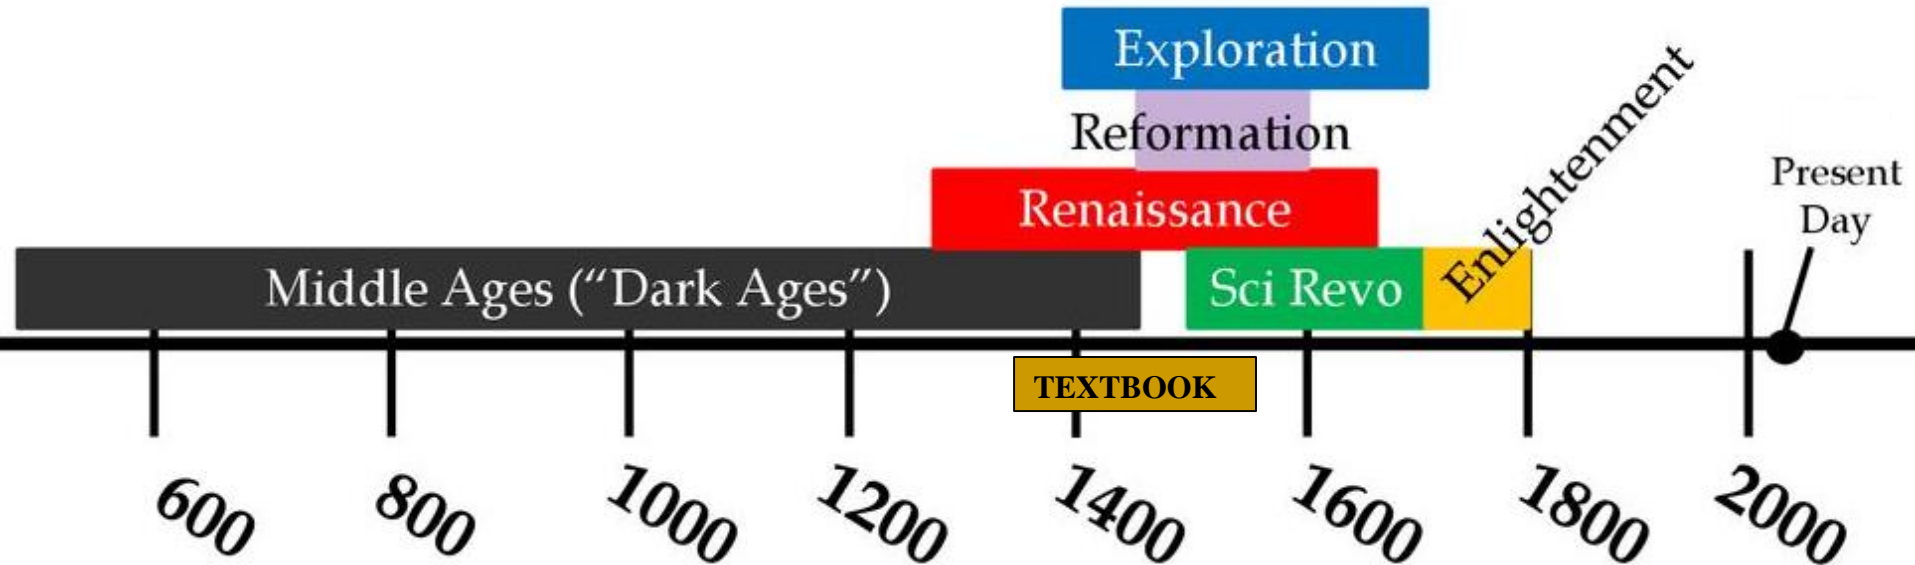 Exploration
Reformation
Renaissance
Enlightenment
Present
Day
Middle Ages (“Dark Ages”)
Sci Revo
TEXTBOOK
600
800
1000
1200
1400
1600
1800
2000